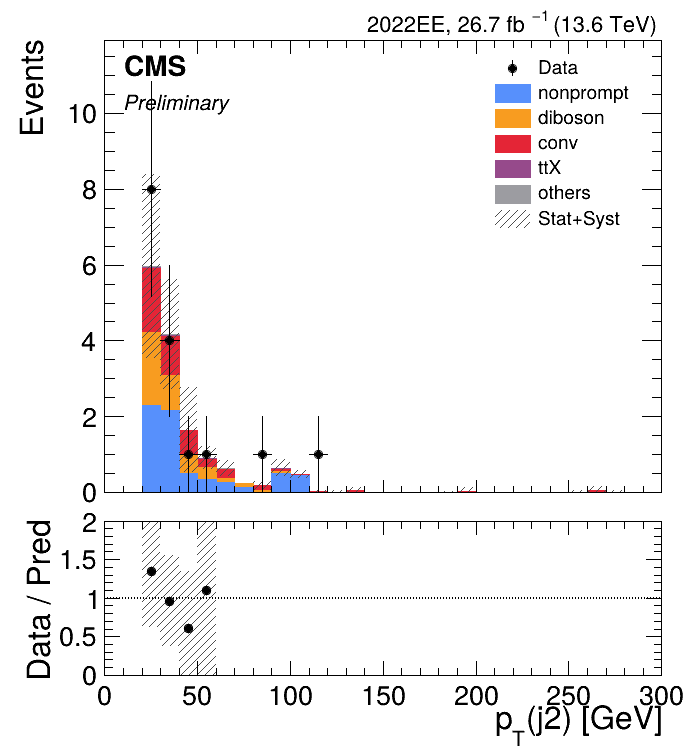 2022EE, 26.7 fb⁻¹ (13.6 TeV)
CMS
Preliminary
Events
Data
nonprompt
diboson
conv
ttX
others
Stat+Syst
10
8
6
4
2
0
Data / Pred
2
1.5
1
0.5
0
0 50 100 150 200 250 300
p_T(j2) [GeV]